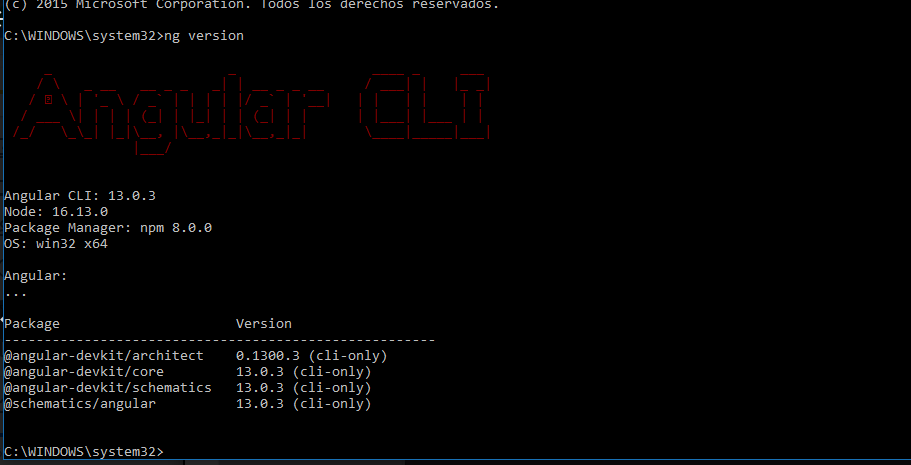 (c) 2015 Microsoft Corporation. Todos los derechos reservados.
C:\WINDOWS\system32>ng version
Angular CLI
Angular CLI: 13.0.3
Node: 16.13.0
Package Manager: npm 8.0.0
OS: win32 x64
Angular:
...
Package Version
------------------------------------------------------
@angular-devkit/architect 0.1300.3 (cli-only)
@angular-devkit/core 13.0.3 (cli-only)
@angular-devkit/schematics 13.0.3 (cli-only)
@schematics/angular 13.0.3 (cli-only)
C:\WINDOWS\system32>